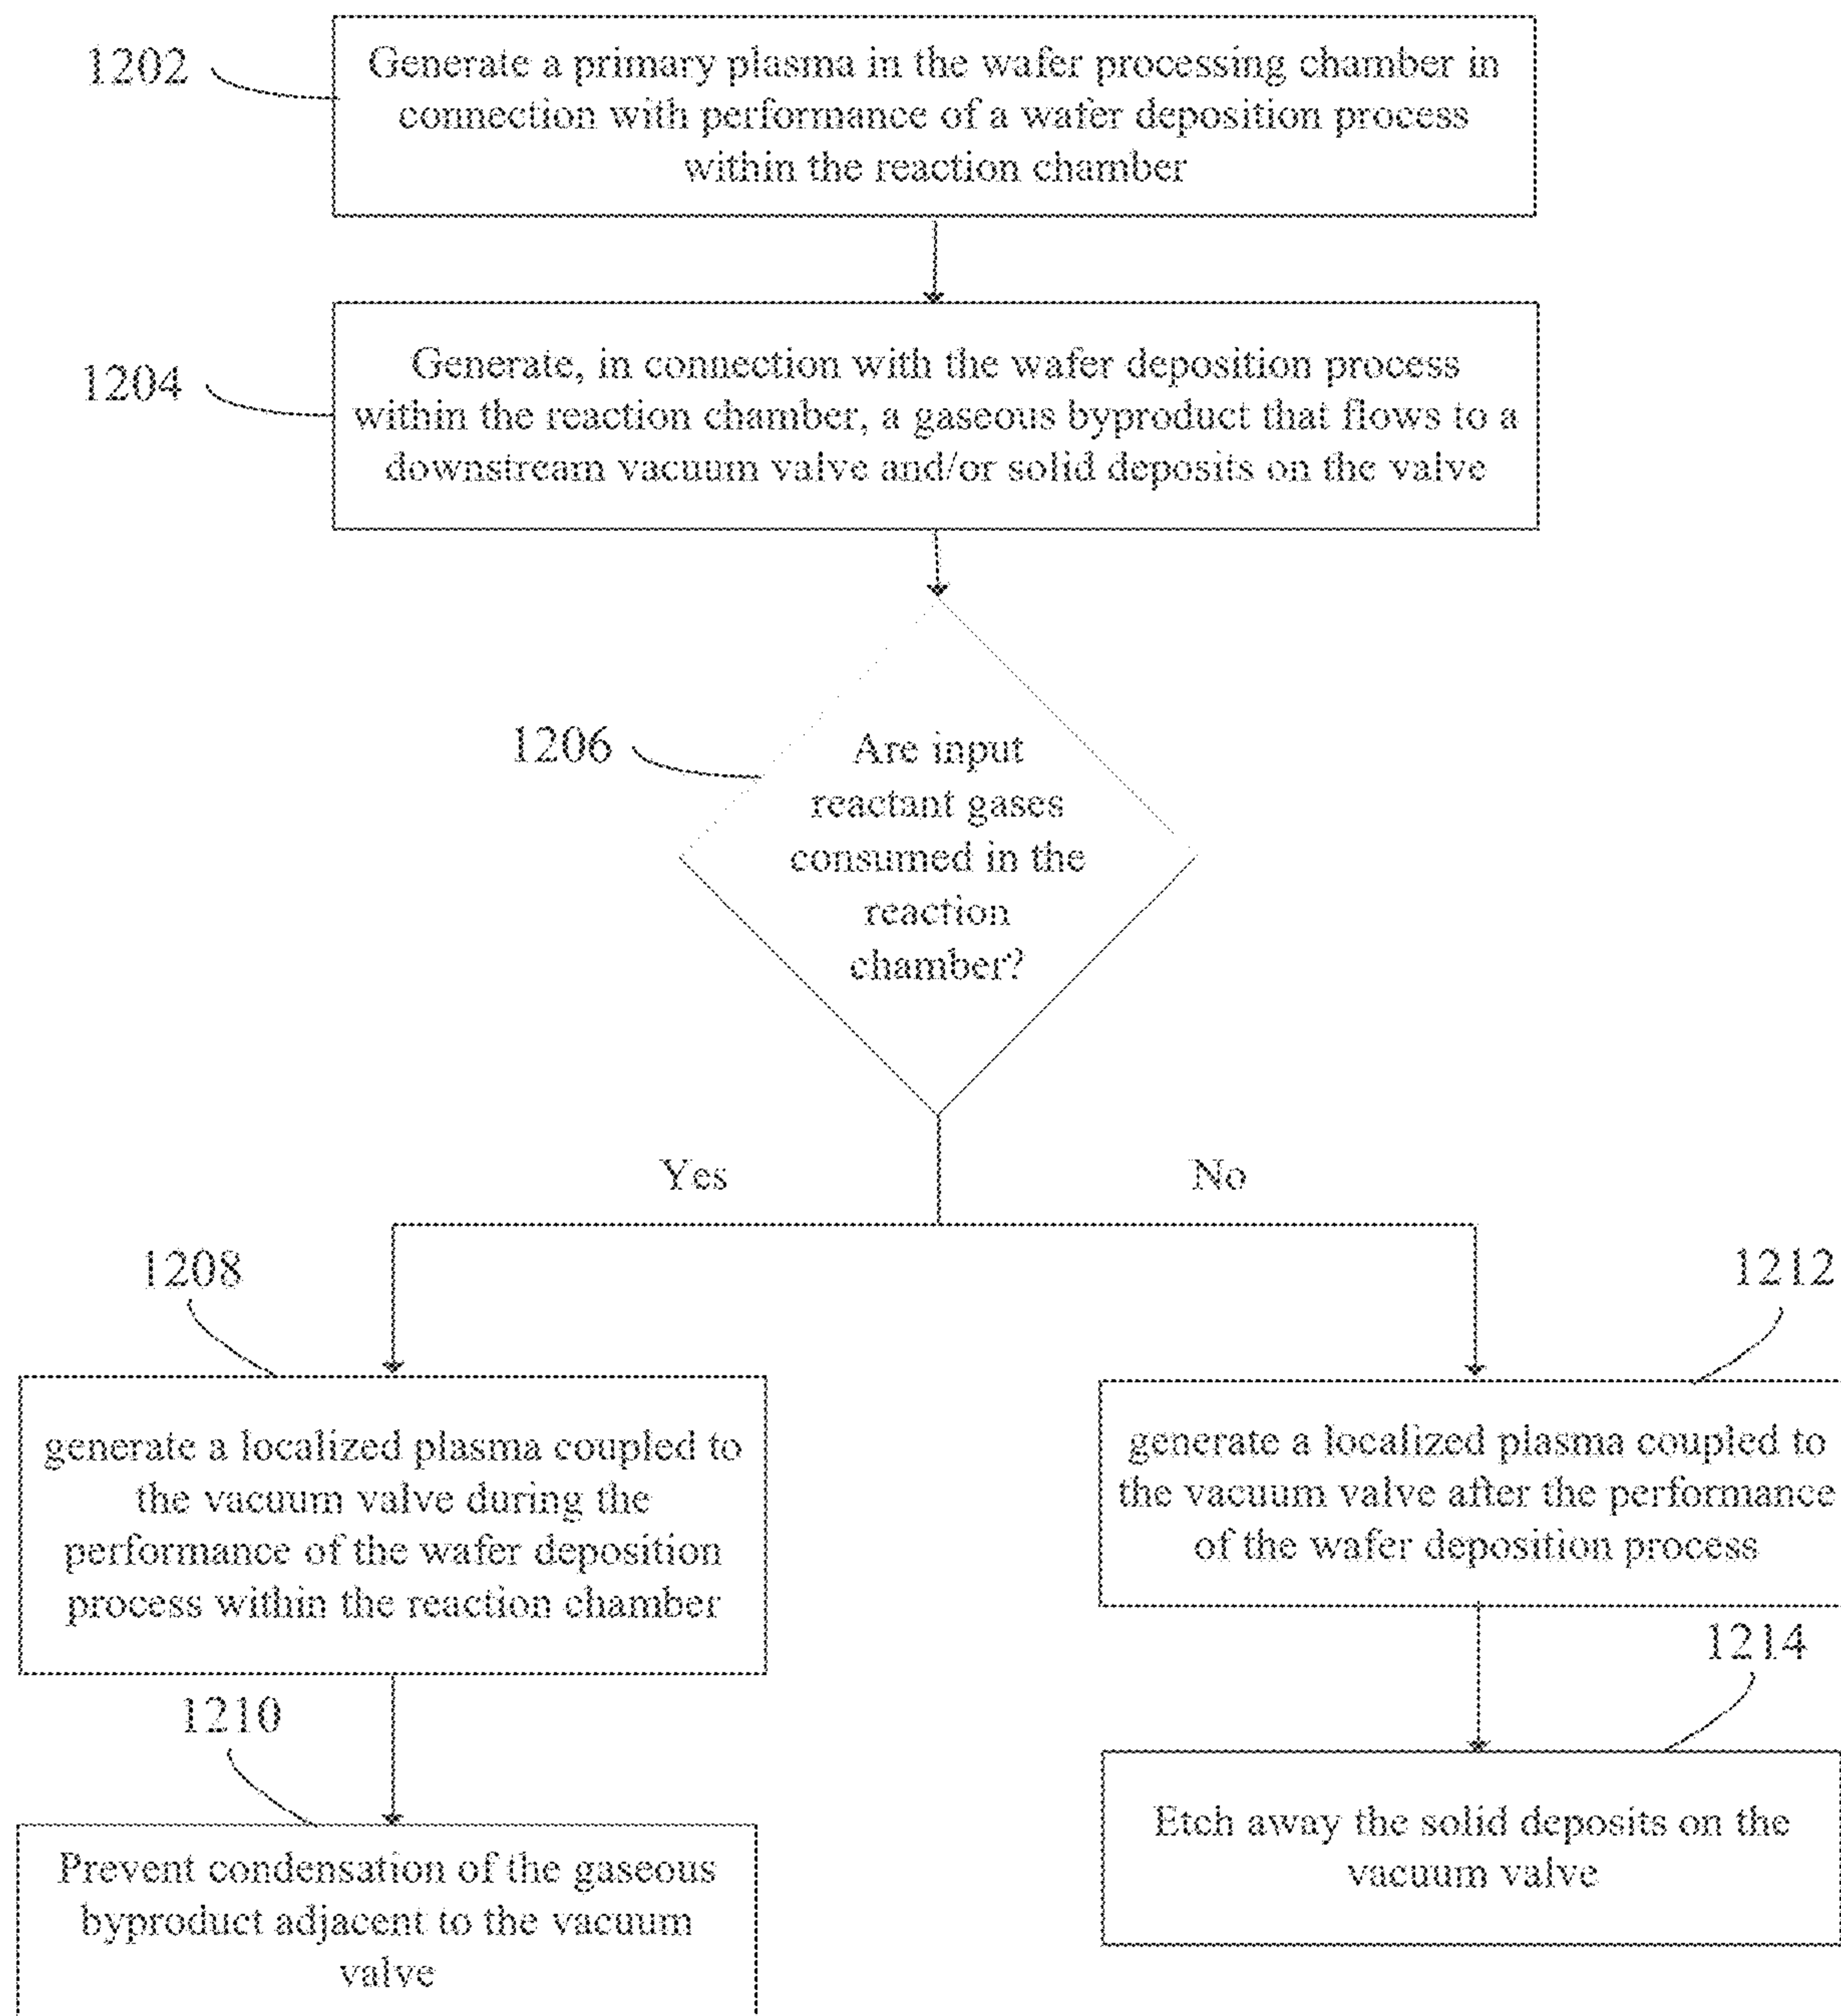 1202
Generate a primary plasma in the wafer processing chamber in
connection with performance of a wafer deposition process
within the reaction chamber
1204
Generate, in connection with the wafer deposition process
within the reaction chamber, a gaseous byproduct that flows to a
downstream vacuum valve and/or solid deposits on the valve
1206
Are input
reactant gases
consumed in the
reaction
chamber?
Yes
No
1208
generate a localized plasma coupled to
the vacuum valve during the
performance of the wafer deposition
process within the reaction chamber
1210
Prevent condensation of the gaseous
byproduct adjacent to the vacuum
valve
1212
generate a localized plasma coupled to
the vacuum valve after the performance
of the wafer deposition process
1214
Etch away the solid deposits on the
vacuum valve